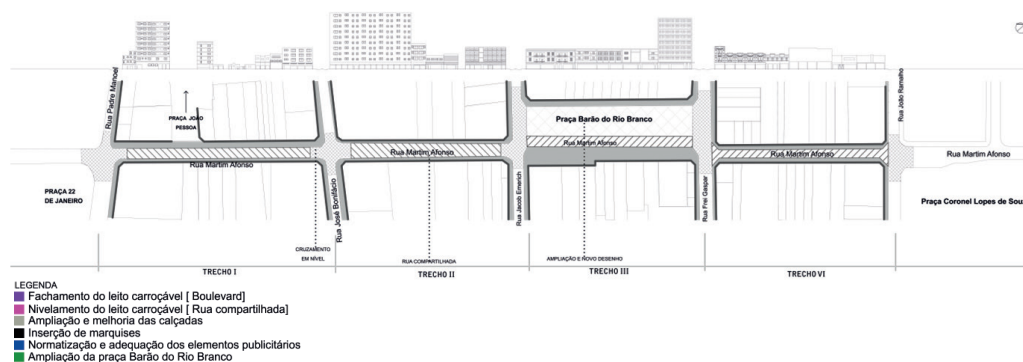 Rua Padre Manoel
PRAÇA JOÃO
PESSOA
Rua Martim Afonso
PRAÇA 22
DE JANEIRO
Rua José Bonifácio
Rua Martim Afonso
Rua Jacob Emerich
Praça Barão do Rio Branco
Rua Martim Afonso
Rua Frei Gaspar
Rua Martim Afonso
Rua João Ramalho
Rua Martim Afonso
Praça Coronel Lopes de Souz
CRUZAMENTO
EM NÍVEL
RUA COMPARTILHADA
AMPLIAÇÃO E NOVO DESENHO
TRECHO I
TRECHO II
TRECHO III
TRECHO VI
LEGENDA
Fachamento do leito carroçável [ Boulevard]
Nivelamento do leito carroçável [ Rua compartilhada]
Ampliação e melhoria das calçadas
Inserção de marquises
Normatização e adequação dos elementos publicitários
Ampliação da praça Barão do Rio Branco